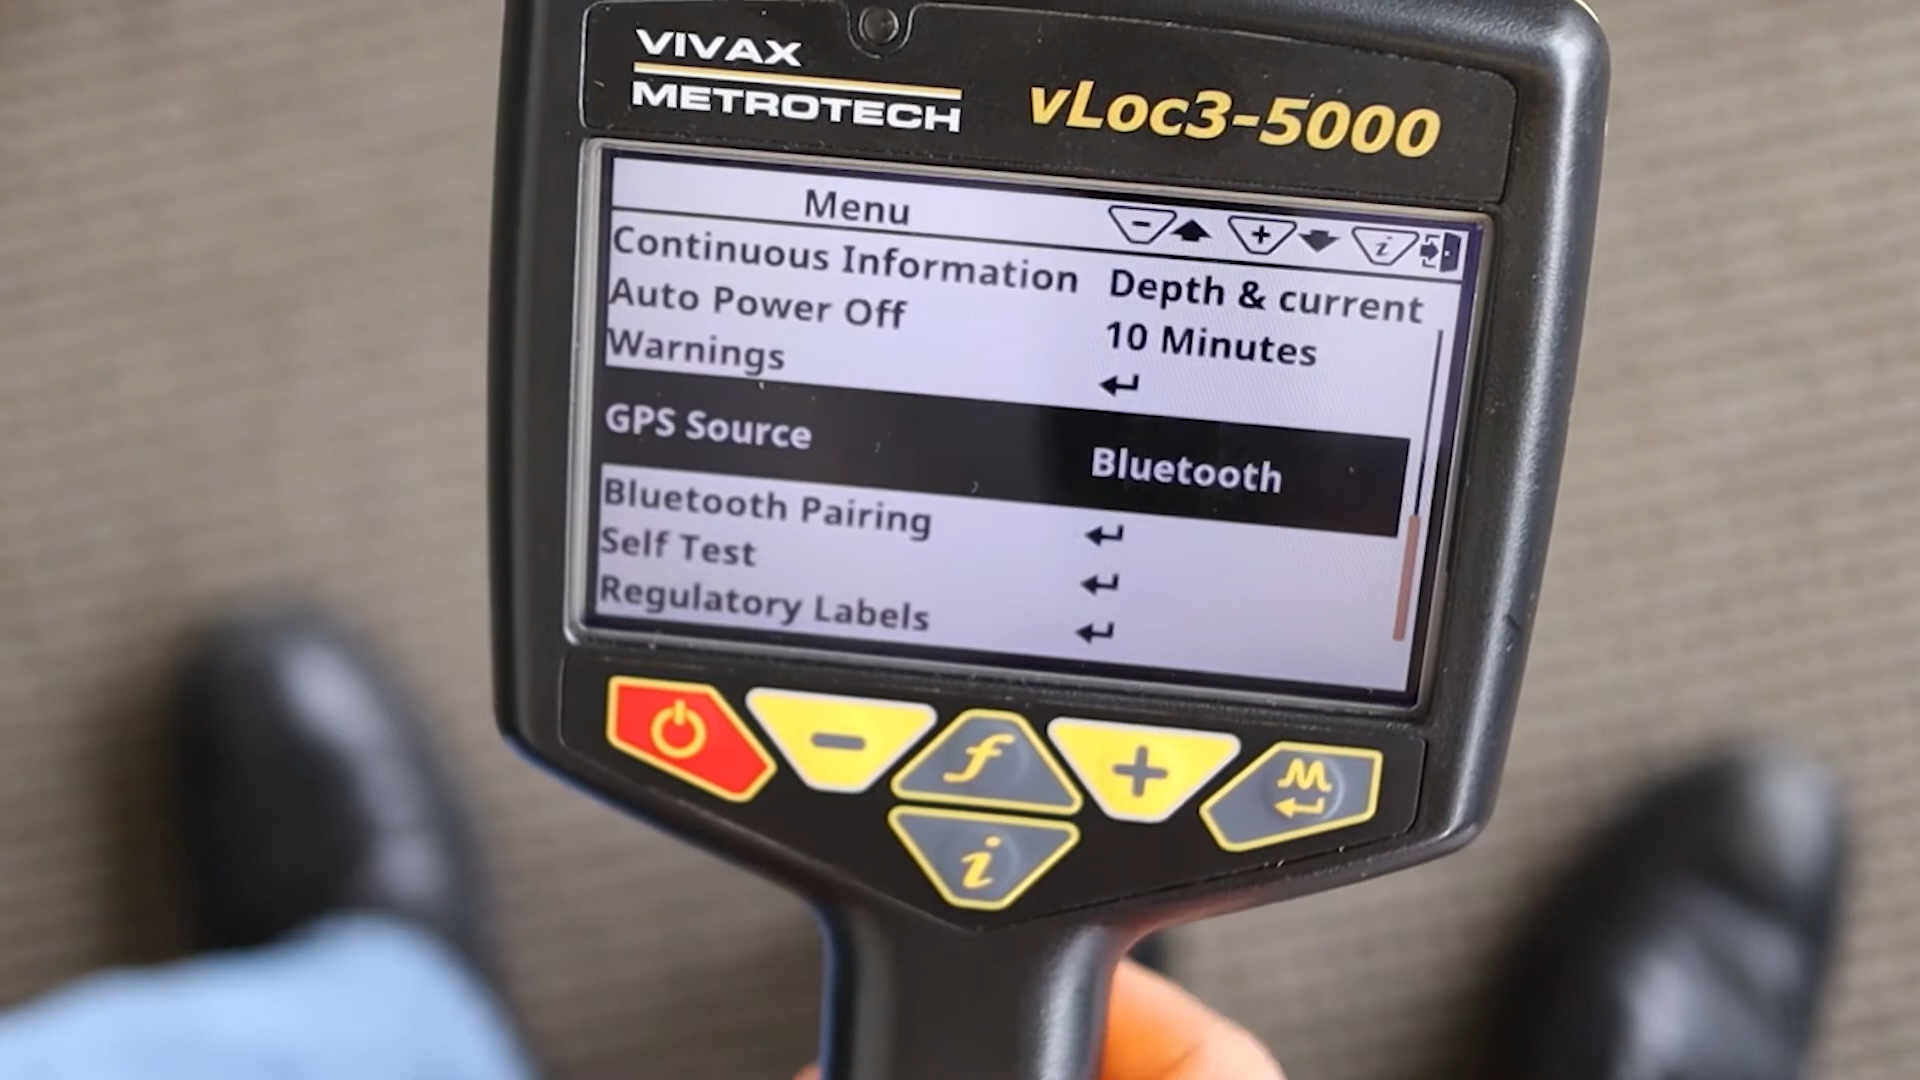 VIVAX
METROTECH
vLoc3-5000
Menu - + i
Continuous Information Depth & current
Auto Power Off 10 Minutes
Warnings
GPS Source Bluetooth
Bluetooth Pairing
Self Test
Regulatory Labels
- f +
i